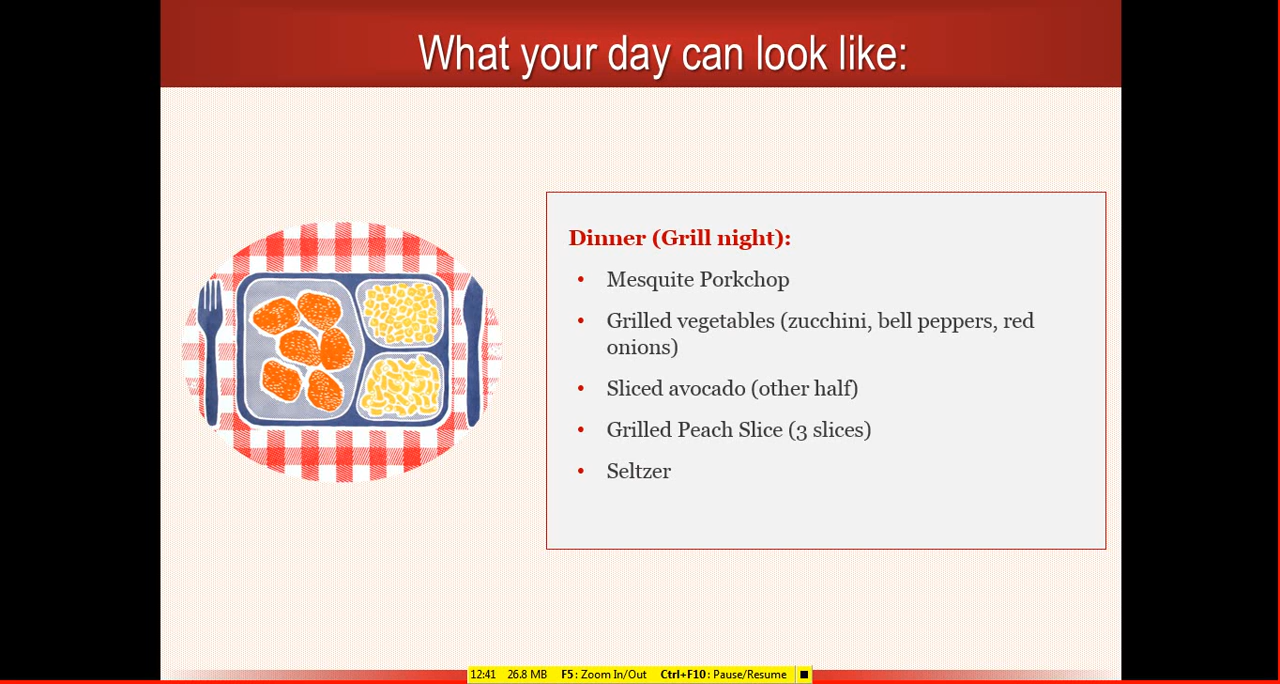 What your day can look like:
Dinner (Grill night):
• Mesquite Porkchop
• Grilled vegetables (zucchini, bell peppers, red
onions)
• Sliced avocado (other half)
• Grilled Peach Slice (3 slices)
• Seltzer
12:41 26.8 MB F5: Zoom In/Out Ctrl+F10: Pause/Resume